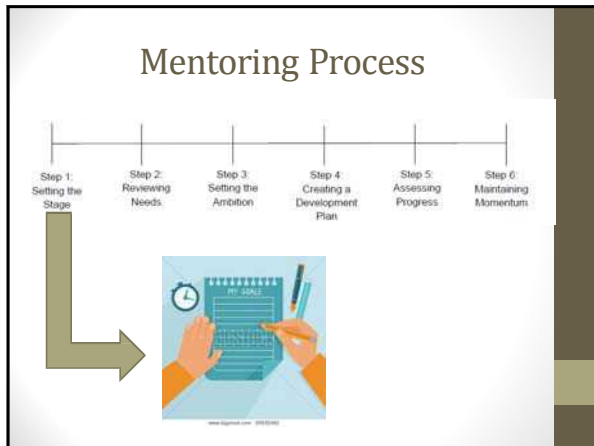 Mentoring Process
Step 1:
Setting the
Stage
Step 2:
Reviewing
Needs
Step 3:
Setting the
Ambition
Step 4:
Creating a
Development
Plan
Step 5:
Assessing
Progress
Step 6:
Maintaining
Momentum
MY GOALS